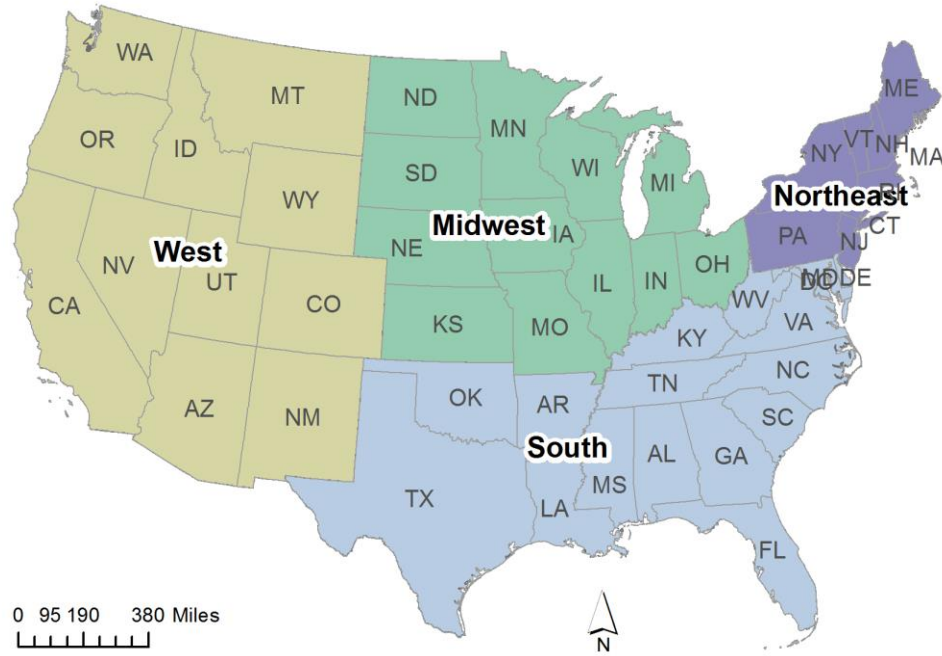 WA
MT
ND
MN
ME
OR
ID
VT
NH
NY
MA
WI
SD
MI
WY
Northeast
RI
Midwest
CT
NE
IA
PA
NJ
West
NV
UT
OH
IL
IN
MD
DE
DC
CO
WV
CA
KS
MO
VA
KY
NC
TN
OK
AR
AZ
NM
SC
South
AL
GA
MS
TX
LA
FL
0 95 190 380 Miles
N